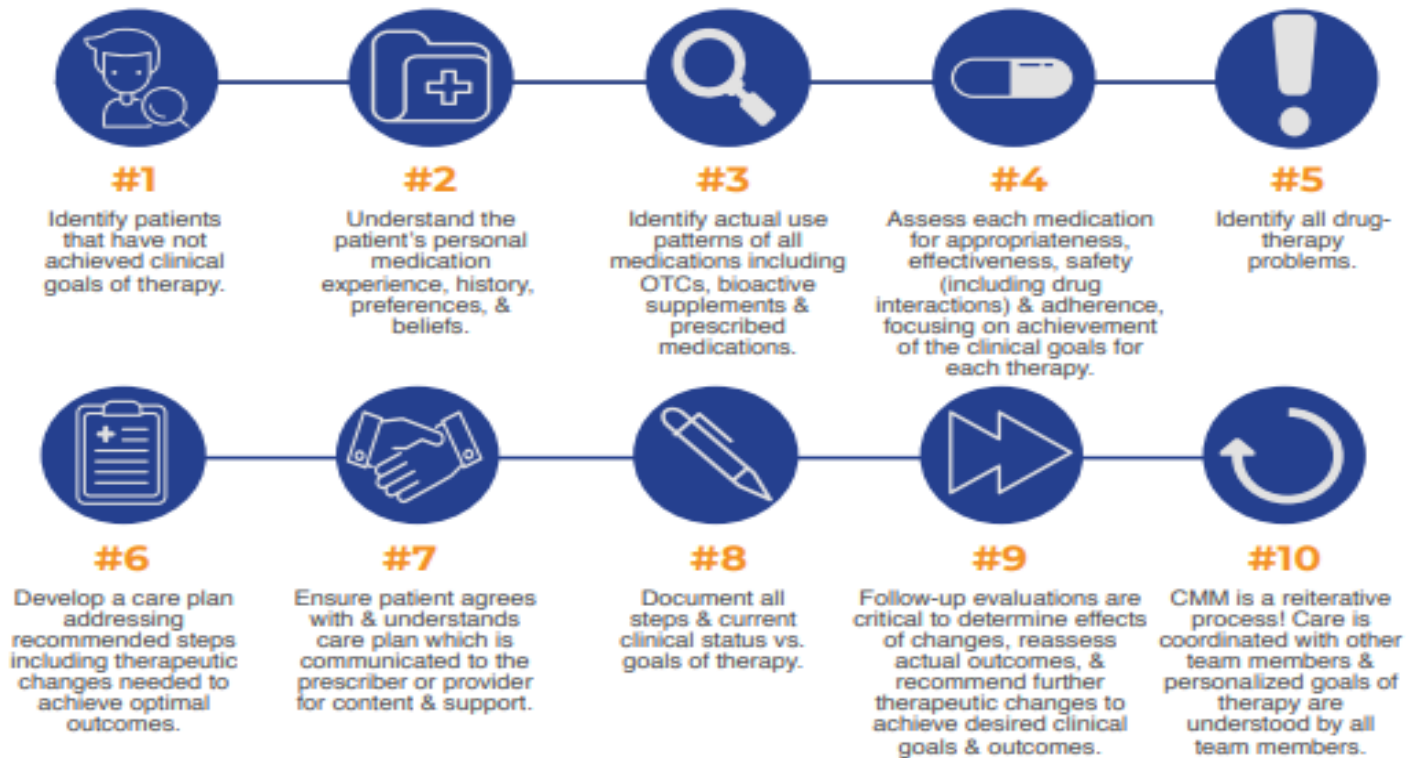 #1
Identify patients
that have not
achieved clinical
goals of therapy.
#2
Understand the
patient's personal
medication
experience, history,
preferences, &
beliefs.
#3
Identify actual use
patterns of all
medications including
OTCs, bioactive
supplements &
prescribed
medications.
#4
Assess each medication
for appropriateness,
effectiveness, safety
(including drug
interactions) & adherence,
focusing on achievement
of the clinical goals for
each therapy.
#5
Identify all drug-
therapy
problems.
#6
Develop a care plan
addressing
recommended steps
including therapeutic
changes needed to
achieve optimal
outcomes.
#7
Ensure patient agrees
with & understands
care plan which is
communicated to the
prescriber or provider
for content & support.
#8
Document all
steps & current
clinical status vs.
goals of therapy.
#9
Follow-up evaluations are
critical to determine effects
of changes, reassess
actual outcomes, &
recommend further
therapeutic changes to
achieve desired clinical
goals & outcomes.
#10
CMM is a reiterative
process! Care is
coordinated with other
team members &
personalized goals of
therapy are
understood by all
team members.